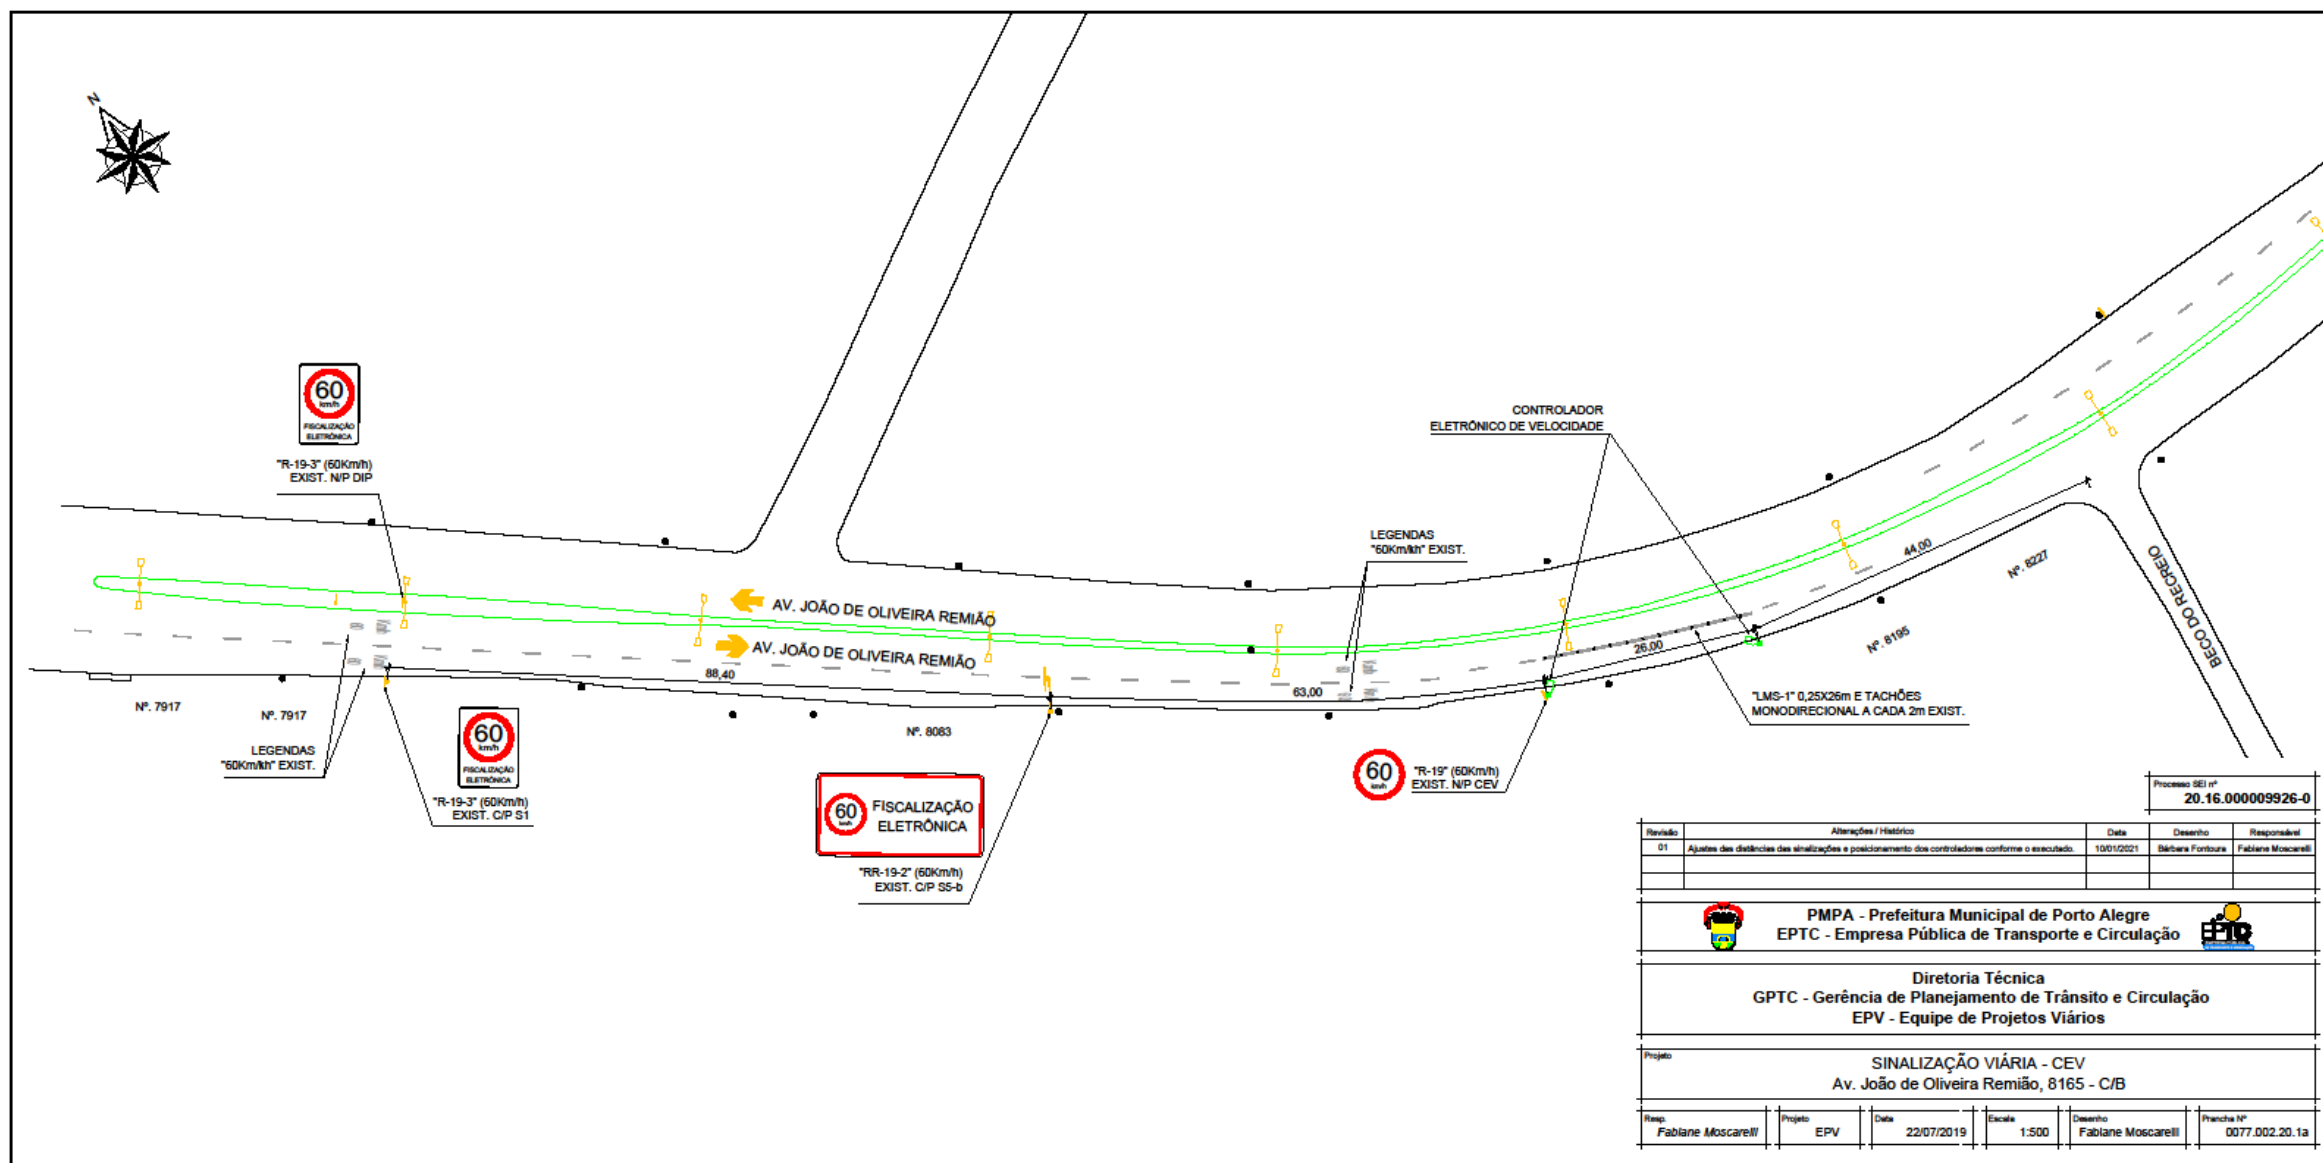 N
60
km/h
FISCALIZAÇÃO
ELETRÔNICA
"R-19-3" (60Km/h)
EXIST. N/P DIP
CONTROLADOR
ELETRÔNICO DE VELOCIDADE
LEGENDAS
"60Km/kh" EXIST.
AV. JOÃO DE OLIVEIRA REMIÃO
AV. JOÃO DE OLIVEIRA REMIÃO
88,40
63,00
26,00
44,00
Nº. 8227
Nº. 8195
BECO DO RECREIO
Nº. 7917
Nº. 7917
Nº. 8083
LEGENDAS
"60Km/kh" EXIST.
60
km/h
FISCALIZAÇÃO
ELETRÔNICA
"R-19-3" (60Km/h)
EXIST. C/P S1
60
km/h
FISCALIZAÇÃO
ELETRÔNICA
"RR-19-2" (60Km/h)
EXIST. C/P S5-b
60
km/h
"R-19" (60Km/h)
EXIST. N/P CEV
"LMS-1" 0,25X26m E TACHÕES
MONODIRECIONAL A CADA 2m EXIST.
Processo SEI nº
20.16.000009926-0
Revisão Alterações / Histórico Data Desenho Responsável
01 Ajustes das distâncias das sinalizações e posicionamento dos controladores conforme o executado. 10/01/2021 Bárbara Fontoura Fabiane Moscarelli
PMPA - Prefeitura Municipal de Porto Alegre
EPTC - Empresa Pública de Transporte e Circulação
EPTC
Diretoria Técnica
GPTC - Gerência de Planejamento de Trânsito e Circulação
EPV - Equipe de Projetos Viários
Projeto
SINALIZAÇÃO VIÁRIA - CEV
Av. João de Oliveira Remião, 8165 - C/B
Resp. Projeto Data Escala Desenho Prancha Nº
Fabiane Moscarelli EPV 22/07/2019 1:500 Fabiane Moscarelli 0077.002.20.1a